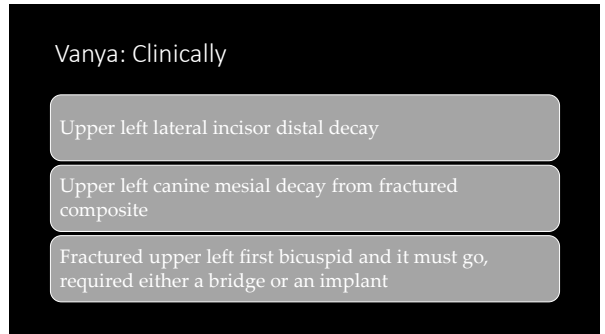 Vanya: Clinically
Upper left lateral incisor distal decay
Upper left canine mesial decay from fractured
composite
Fractured upper left first bicuspid and it must go,
required either a bridge or an implant